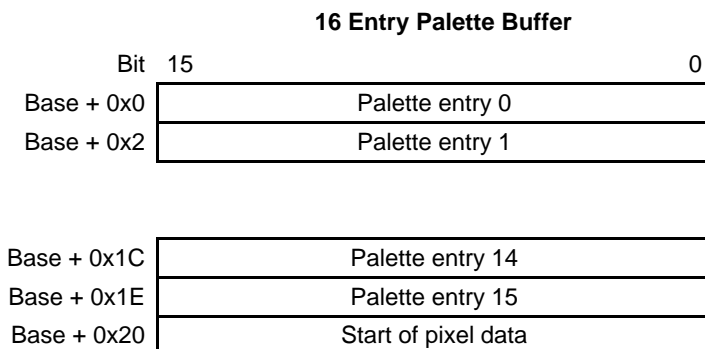 16 Entry Palette Buffer
Bit 15 0
Base + 0x0 Palette entry 0
Base + 0x2 Palette entry 1
Base + 0x1C Palette entry 14
Base + 0x1E Palette entry 15
Base + 0x20 Start of pixel data